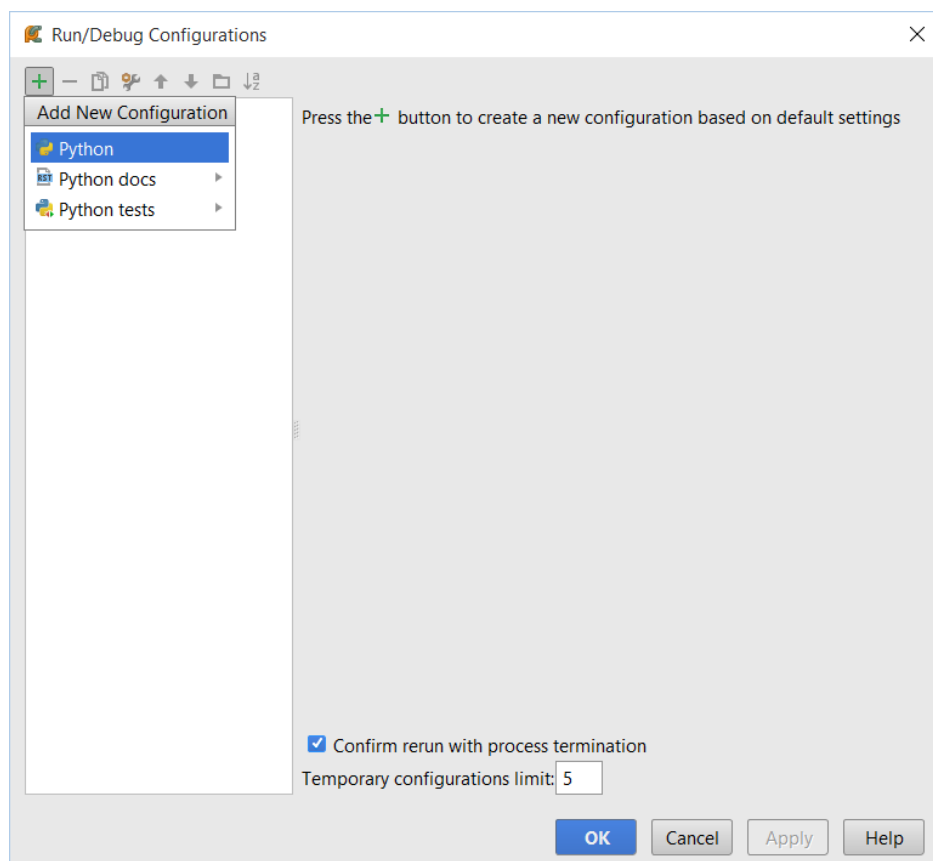 Run/Debug Configurations
Add New Configuration
Python
Python docs
Python tests
Press the + button to create a new configuration based on default settings
Confirm rerun with process termination
Temporary configurations limit: 5
OK Cancel Apply Help